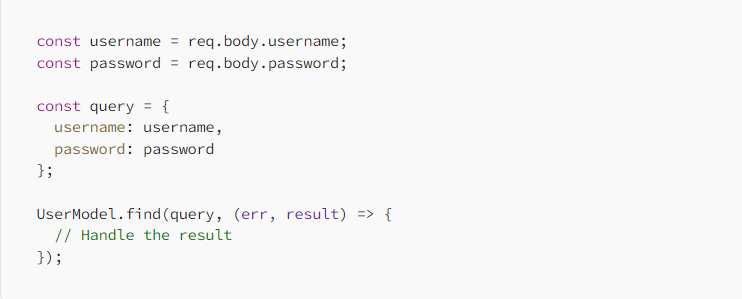 const username = req.body.username;
const password = req.body.password;
const query = {
username: username,
password: password
};
UserModel.find(query, (err, result) => {
// Handle the result
});